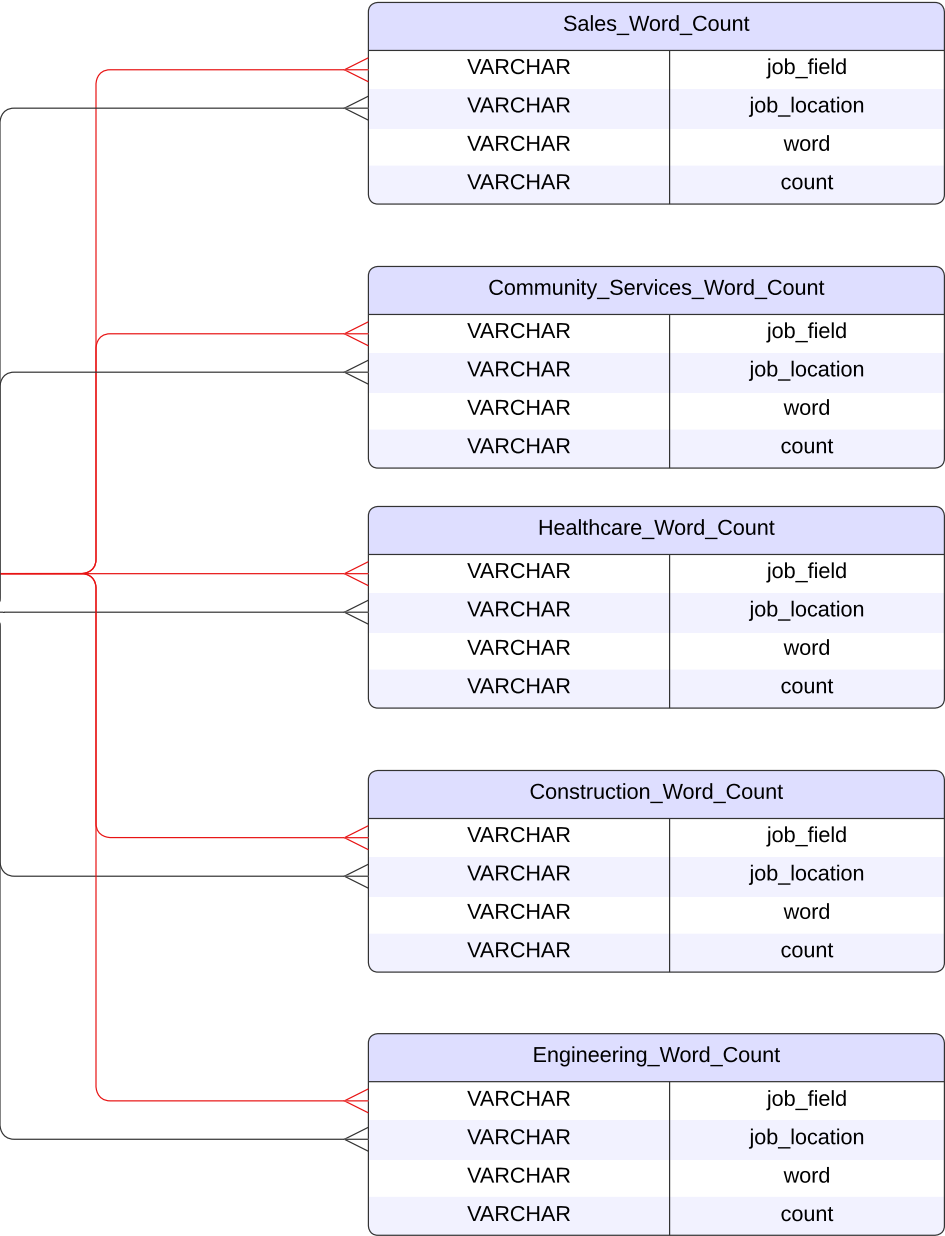 Sales_Word_Count
VARCHAR job_field
VARCHAR job_location
VARCHAR word
VARCHAR count
Community_Services_Word_Count
VARCHAR job_field
VARCHAR job_location
VARCHAR word
VARCHAR count
Healthcare_Word_Count
VARCHAR job_field
VARCHAR job_location
VARCHAR word
VARCHAR count
Construction_Word_Count
VARCHAR job_field
VARCHAR job_location
VARCHAR word
VARCHAR count
Engineering_Word_Count
VARCHAR job_field
VARCHAR job_location
VARCHAR word
VARCHAR count